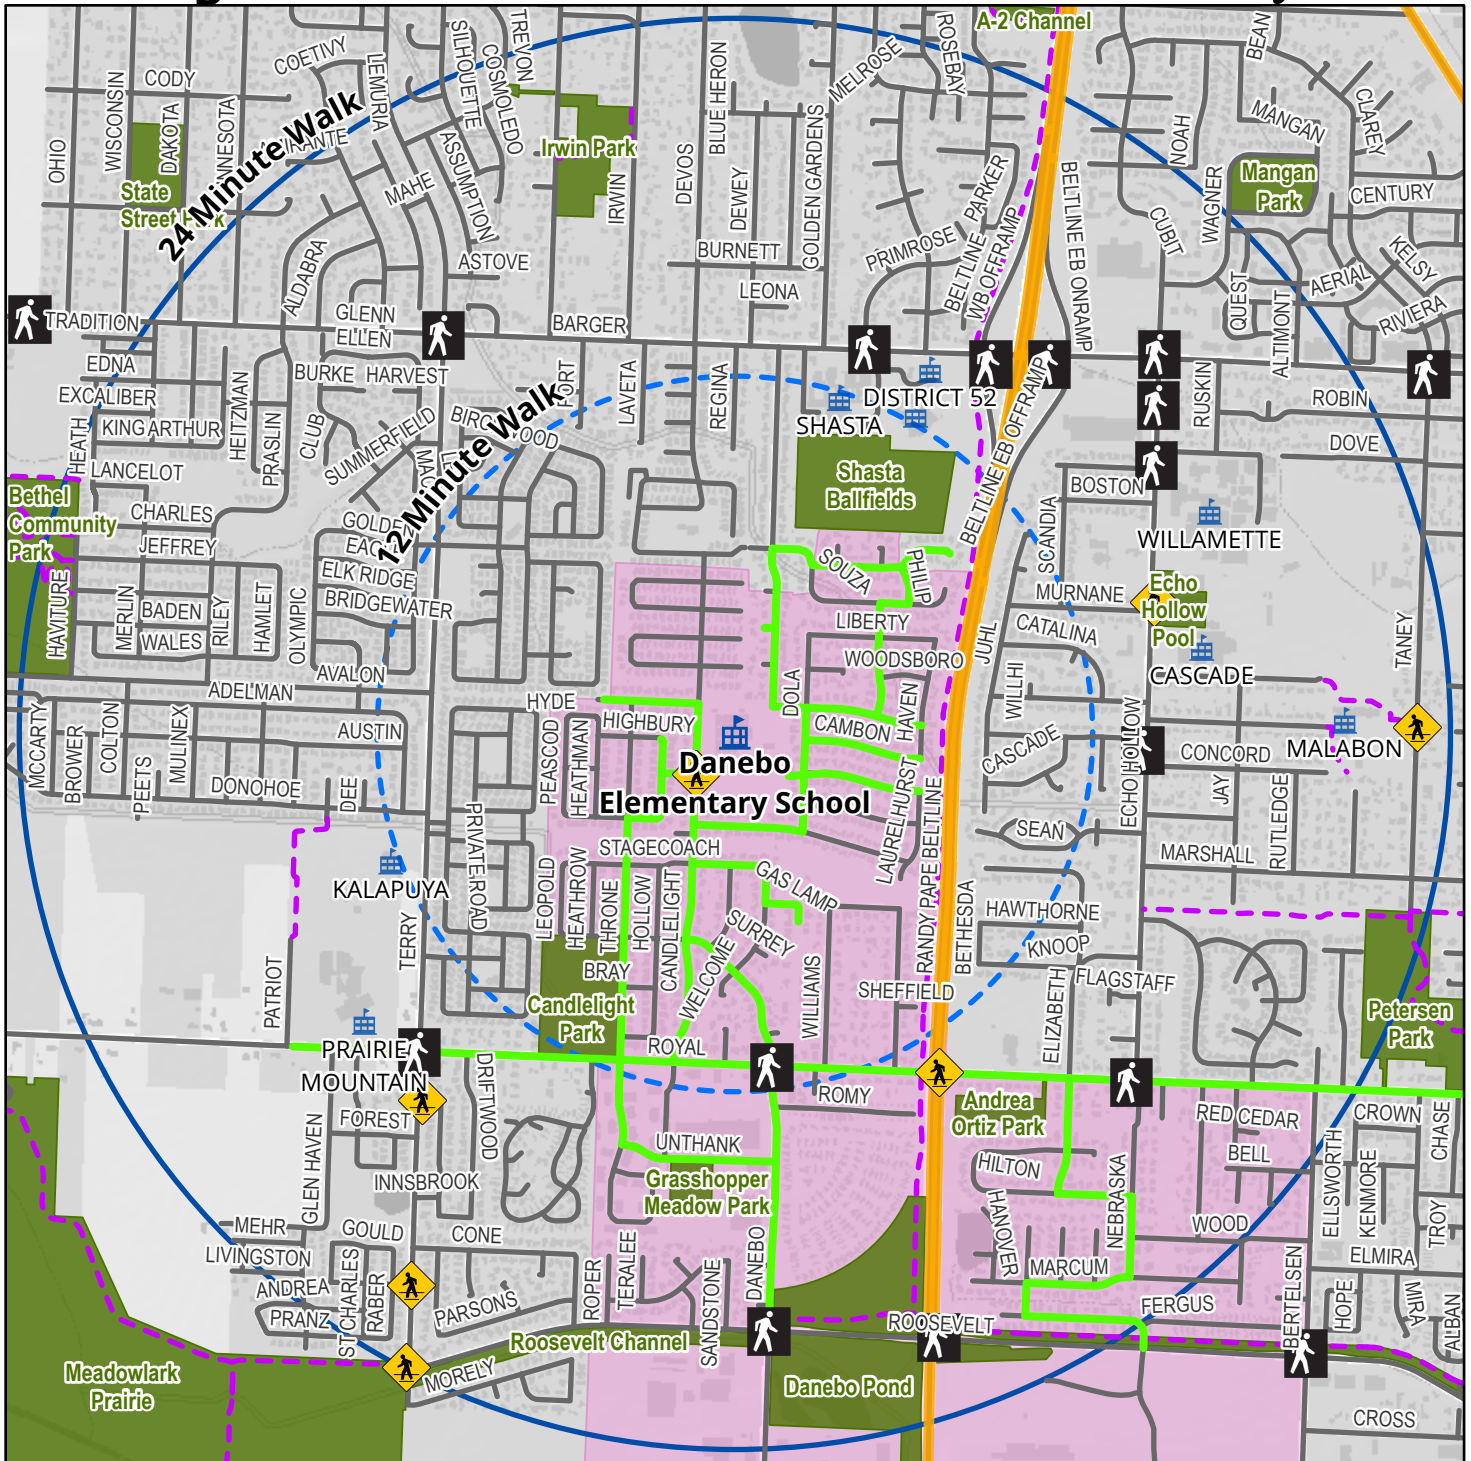 A-2 Channel
TREVON
ROSEBAY
BEAN
COETIVY
SILHOUETTE
COSMOLEDO
MELROSE
CODY
LEMURIA
BLUE HERON
CLAREY
WISCONSIN
DAKOTA
24 Minute Walk
MANGAN
OHIO
Irwin Park
GOLDEN GARDENS
NOAH
ASSUMPTION
State
Street Park
MAHE
IRWIN
DEVOS
DEWEY
PARKER
BELTLINE EB ONRAMP
WAGNER
Mangan
Park
CENTURY
CUBIT
ALDABRA
ASTOVE
BURNETT
PRIMROSE
BELTLINE
WB OFFRAMP
KELSY
AERIAL
LEONA
QUEST
ALTIMONT
RIVIERA
TRADITION
GLENN
ELLEN
BARGER
EDNA
BURKE
HARVEST
LAVETA
REGINA
DISTRICT 52
SHASTA
BELTLINE EB OFFRAMP
RUSKIN
ROBIN
EXCALIBER
KING ARTHUR
HEITZMAN
PRASLIN
CLUB
SUMMERFIELD
12 Minute Walk
DOVE
HEATH
LANCELOT
Shasta
Ballfields
BOSTON
Bethel
Community
Park
CHARLES
JEFFREY
SCANDIA
WILLAMETTE
ELK RIDGE
BRIDGEWATER
SOUZA
PHILIP
MURNANE
Echo
Hollow
Pool
HAVITURE
MERLIN
BADEN
WALES
RILEY
HAMLET
OLYMPIC
LIBERTY
CATALINA
WOODSBORO
JUHL
TANEY
AVALON
ADELMAN
CASCADE
HYDE
DOLA
HAVEN
WILLHI
MCCARTY
BROWER
COLTON
PEETS
MULINEX
AUSTIN
HIGHBURY
CAMBON
ECHO HOLLOW
MALABON
CONCORD
CASCADE
DONOHOE
DEE
PEASCOD
HEATHMAN
Danebo
Elementary School
JAY
RUTLEDGE
PRIVATE ROAD
LAURELHURST
RANDY PAPE BELTLINE
SEAN
STAGECOACH
MARSHALL
KALAPUYA
LEOPOLD
HEATHROW
THRONE
HOLLOW
CANDLELIGHT
GAS LAMP
BETHESDA
HAWTHORNE
TERRY
SURREY
KNOOP
WELCOME
BRAY
WILLIAMS
SHEFFIELD
FLAGSTAFF
PATRIOT
Candlelight
Park
ELIZABETH
Petersen
Park
PRAIRIE
MOUNTAIN
ROYAL
DRIFTWOOD
ROMY
Andrea
Ortiz Park
RED CEDAR
CROWN
CHASE
FOREST
UNTHANK
BELL
HILTON
GLEN HAVEN
INNSBROOK
Grasshopper
Meadow Park
NEBRASKA
ELLSWORTH
KENMORE
TROY
MEHR
GOULD
CONE
HANOVER
WOOD
LIVINGSTON
ELMIRA
ANDREA
ST CHARLES
RABER
ROPER
TERALEE
DANEBO
MARCUM
BERTELSEN
HOPE
MIRA
PRANZ
PARSONS
SANDSTONE
FERGUS
ALBAN
ROOSEVELT
Roosevelt Channel
Meadowlark
Prairie
MORELY
Danebo Pond
CROSS